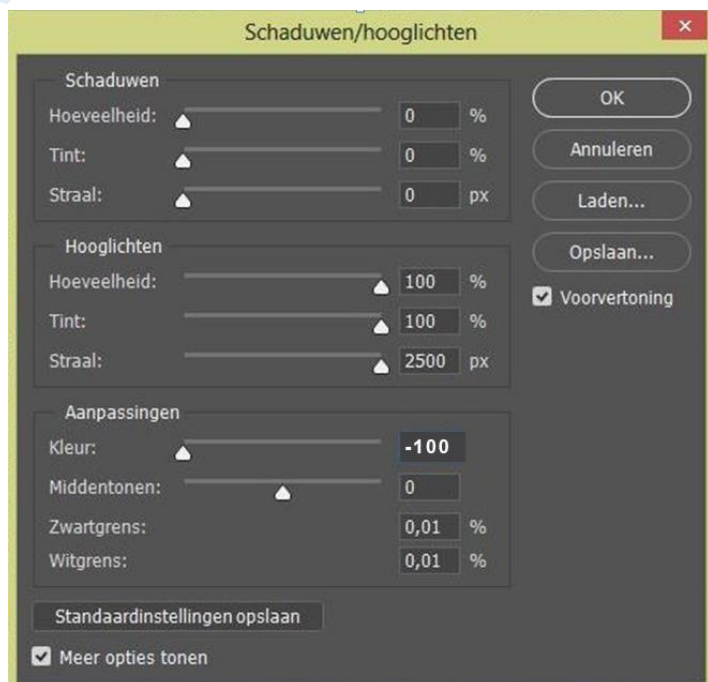 Schaduwen/hooglichten
Schaduwen
Hoeveelheid: 0 %
Tint: 0 %
Straal: 0 px
Hooglichten
Hoeveelheid: 100 %
Tint: 100 %
Straal: 2500 px
Aanpassingen
Kleur: -100
Middentonen: 0
Zwartgrens: 0,01 %
Witgrens: 0,01 %
Standaardinstellingen opslaan
Meer opties tonen
OK
Annuleren
Laden...
Opslaan...
Voorvertoning